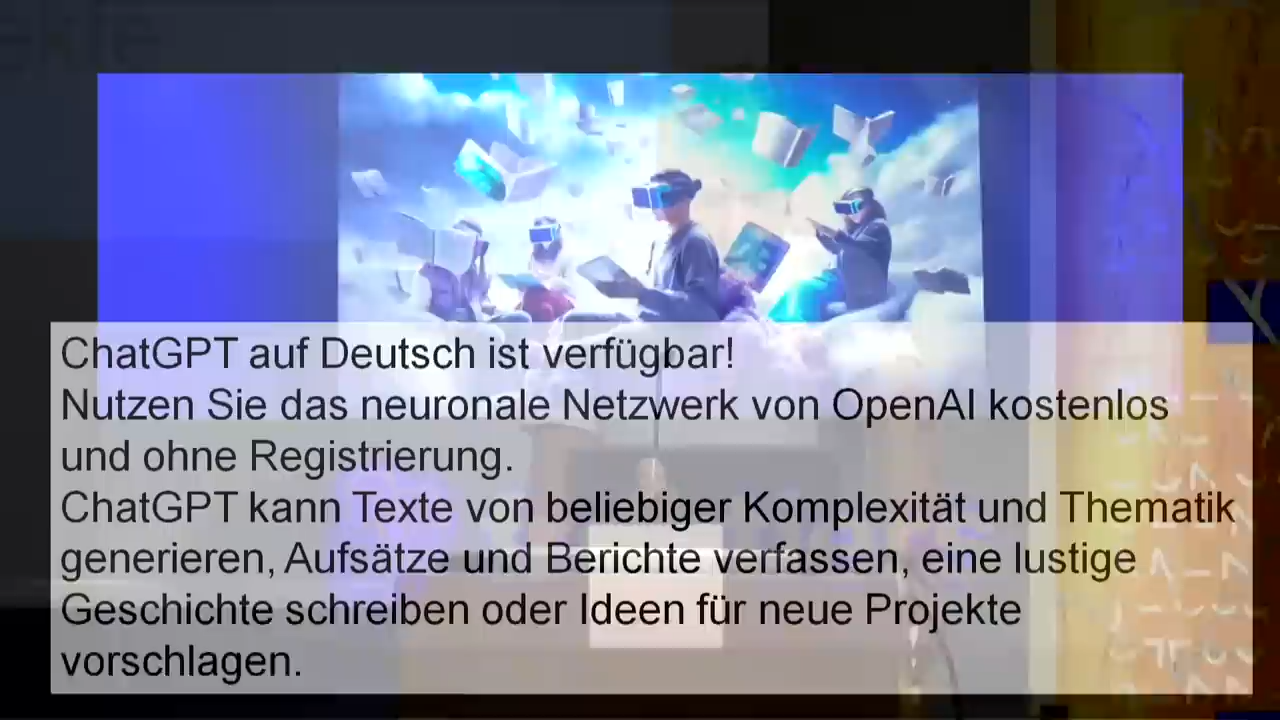 ChatGPT auf Deutsch ist verfügbar!
Nutzen Sie das neuronale Netzwerk von OpenAI kostenlos
und ohne Registrierung.
ChatGPT kann Texte von beliebiger Komplexität und Thematik
generieren, Aufsätze und Berichte verfassen, eine lustige
Geschichte schreiben oder Ideen für neue Projekte
vorschlagen.